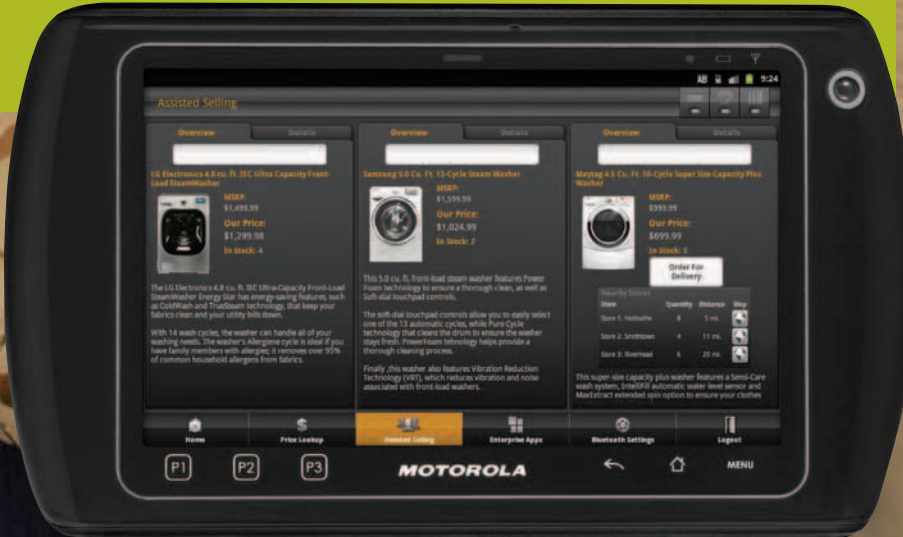 9:24
Assisted Selling
Overview
Details
LG Electronics 4.8 cu. ft. IEC Ultra Capacity Front-
Load SteamWasher
MSRP:
$1,499.99
Our Price:
$1,299.98
In Stock: 4
The LG Electronics 4.8 cu. ft. IEC Ultra-Capacity Front-Load
SteamWasher Energy Star has energy-saving features, such
as ColdWash and TrueSteam technology, that keep your
fabrics clean and your utility bills down.
With 14 wash cycles, the washer can handle all of your
washing needs. The washer's Allergiene cycle is ideal if you
have family members with allergies; it removes over 95%
of common household allergens from fabrics.
Overview
Details
Samsung 5.0 Cu. Ft. 13-Cycle Steam Washer
MSRP:
$1,599.99
Our Price:
$1,024.99
In Stock: 2
This 5.0 cu. ft. front-load steam washer features Power
Foam technology to ensure a thorough clean, as well as
Soft-dial touchpad controls.
The soft-dial touchpad controls allow you to easily select
one of the 13 automatic cycles, while Pure Cycle
technology that cleans the drum to ensure the washer
stays fresh. PowerFoam tehnology helps provide a
thorough cleaning process.
Finally ,this washer also features Vibration Reduction
Technology (VRT), which reduces vibration and noise
associated with front-load washers.
Overview
Details
Maytag 4.5 Cu. Ft. 10-Cycle Super Size Capacity Plus
Washer
MSRP:
$999.99
Our Price:
$699.99
In Stock: 0
Order For
Delivery
Nearby Stores
Store Quantity Distance Map
Store 1: 8 5 mi.
Store 2: Smithtown 4 11 mi.
Store 3: Riverhead 6 20 mi.
This super-size capacity plus washer features a Sensi-Care
wash system, IntelliFill automatic water level sensor and
MaxExtract extended spin option to ensure your clothes
Home
Price Lookup
Assisted Selling
Enterprise Apps
Bluetooth Settings
Logout
P1
P2
P3
MOTOROLA
MENU